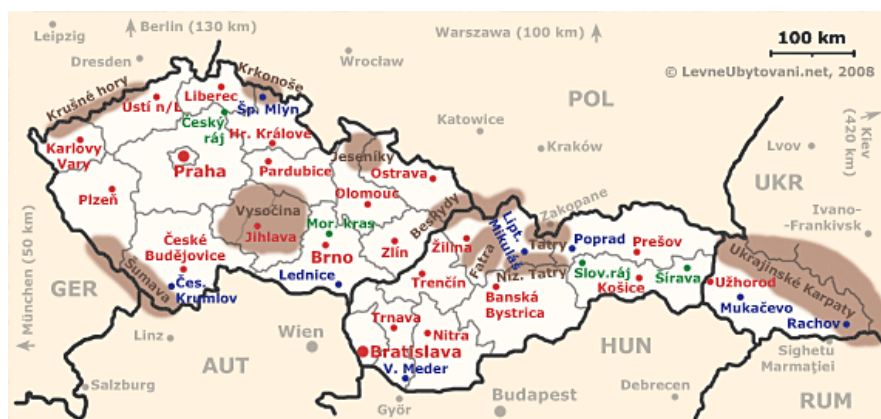 Leipzig
Berlin (130 km)
Warszawa (100 km)
100 km
© LevneUbytovani.net, 2008
Dresden
Wrocław
Krušné hory
Krkonoše
Liberec
Ústí n/L
Šp. Mlýn
Český
ráj
Hr. Králové
POL
Katowice
Kraków
Kiev
(420 km)
Lvov
UKR
Karlovy
Vary
Praha
Pardubice
Jeseníky
Ostrava
Plzeň
Olomouc
Beskydy
Zakopane
Ivano-
-Frankivsk
Vysočina
Jihlava
Mor. kras
Brno
Zlín
Žilina
Fatra
Lipt.
Mikuláš
Tatry
Poprad
Prešov
Ukrajinské Karpaty
České
Budějovice
Šumava
Čes.
Krumlov
Lednice
Trenčín
Níz. Tatry
Banská
Bystrica
Slov.ráj
Košice
Šírava
Užhorod
Mukačevo
Rachov
München (50 km)
GER
Linz
Wien
AUT
Salzburg
Trnava
Nitra
Bratislava
V. Meder
Győr
Budapest
HUN
Debrecen
Sighetu
Marmaţiei
RUM